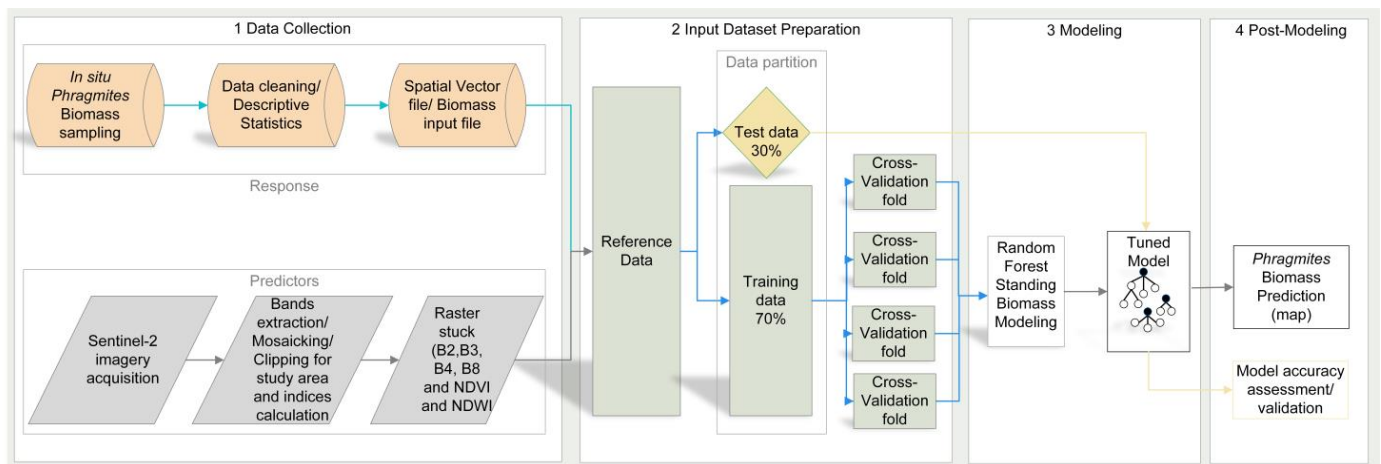 1 Data Collection
In situ
Phragmites
Biomass
sampling
Data cleaning/
Descriptive
Statistics
Spatial Vector
file/ Biomass
input file
Response
Predictors
Sentinel-2
imagery
acquisition
Bands
extraction/
Mosaicking/
Clipping for
study area
and indices
calculation
Raster
stuck
(B2,B3,
B4, B8
and NDVI
and NDWI
2 Input Dataset Preparation
Reference
Data
Data partition
Test data
30%
Training
data
70%
Cross-
Validation
fold
Cross-
Validation
fold
Cross-
Validation
fold
Cross-
Validation
fold
3 Modeling
Random
Forest
Standing
Biomass
Modeling
Tuned
Model
4 Post-Modeling
Phragmites
Biomass
Prediction
(map)
Model accuracy
assessment/
validation